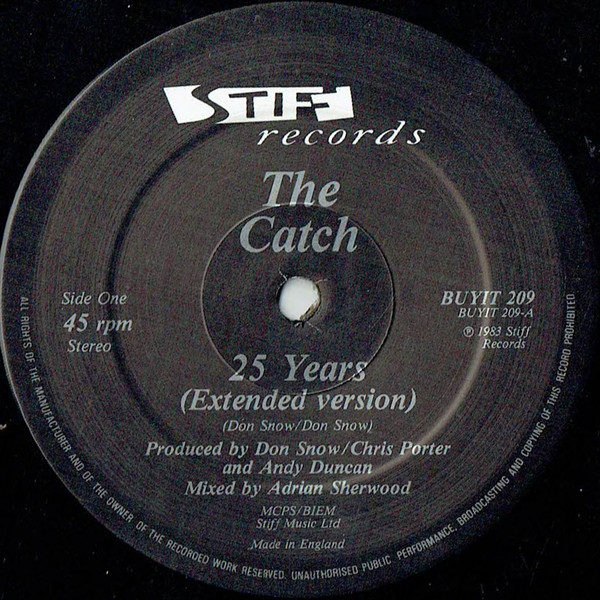 STIFF
records
The
Catch
Side One
45 rpm
Stereo
BUYIT 209
BUYIT 209-A
℗ 1983 Stiff
Records
25 Years
(Extended version)
(Don Snow/Don Snow)
Produced by Don Snow/Chris Porter
and Andy Duncan
Mixed by Adrian Sherwood
MCPS/BIEM
Stiff Music Ltd
Made in England
ALL RIGHTS OF THE MANUFACTURER AND OF THE OWNER OF THE RECORDED WORK RESERVED. UNAUTHORISED PUBLIC PERFORMANCE, BROADCASTING AND COPYING OF THIS RECORD PROHIBITED